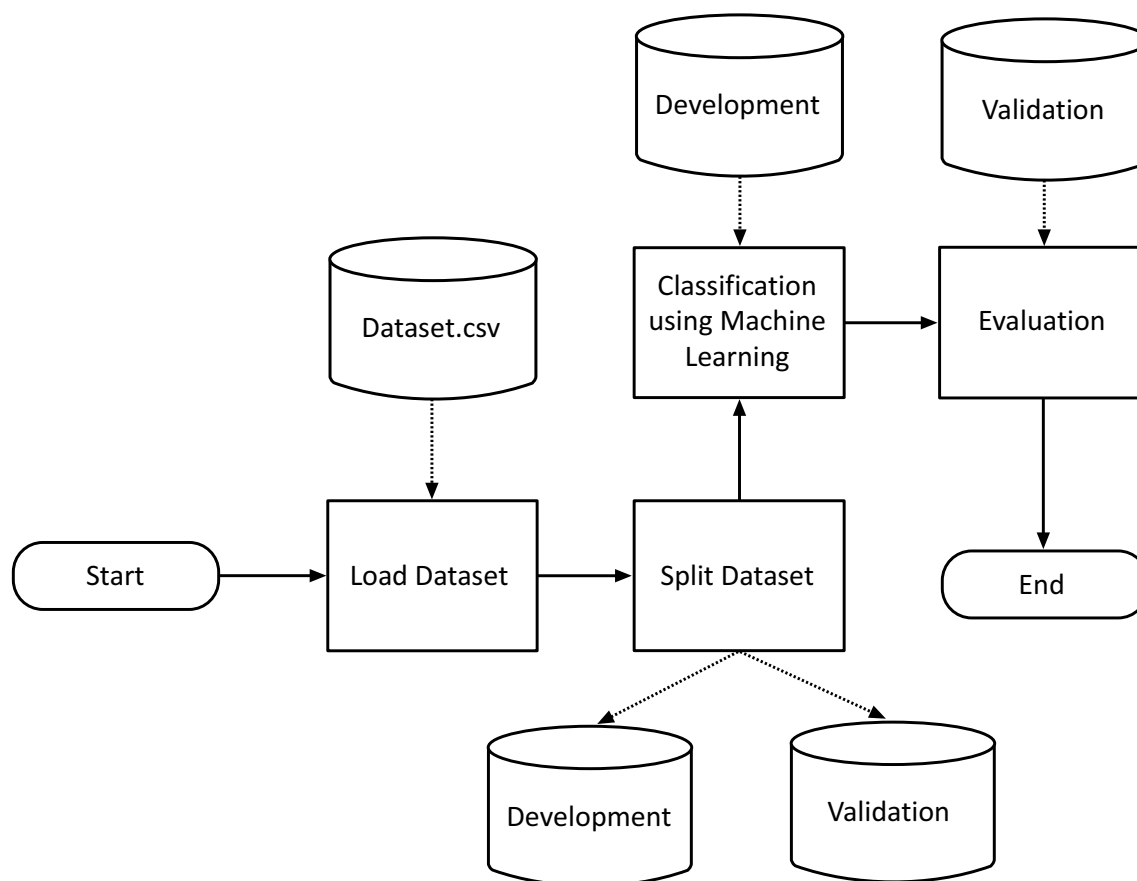 Development
Validation
Dataset.csv
Classification
using Machine
Learning
Evaluation
Start
Load Dataset
Split Dataset
End
Development
Validation